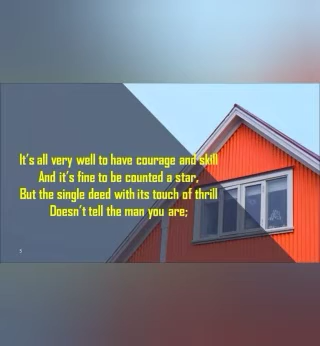 It's all very well to have courage and skill
And it's fine to be counted a star,
But the single deed with its touch of thrill
Doesn't tell the man you are;